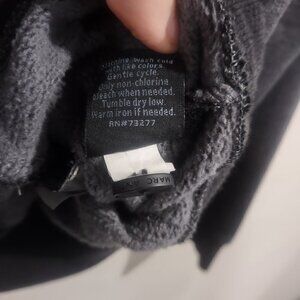 Wash cold
with like colors.
Gentle cycle.
Only non-chlorine
bleach when needed.
Tumble dry low.
Warm iron if needed.
RN#73277
MARC